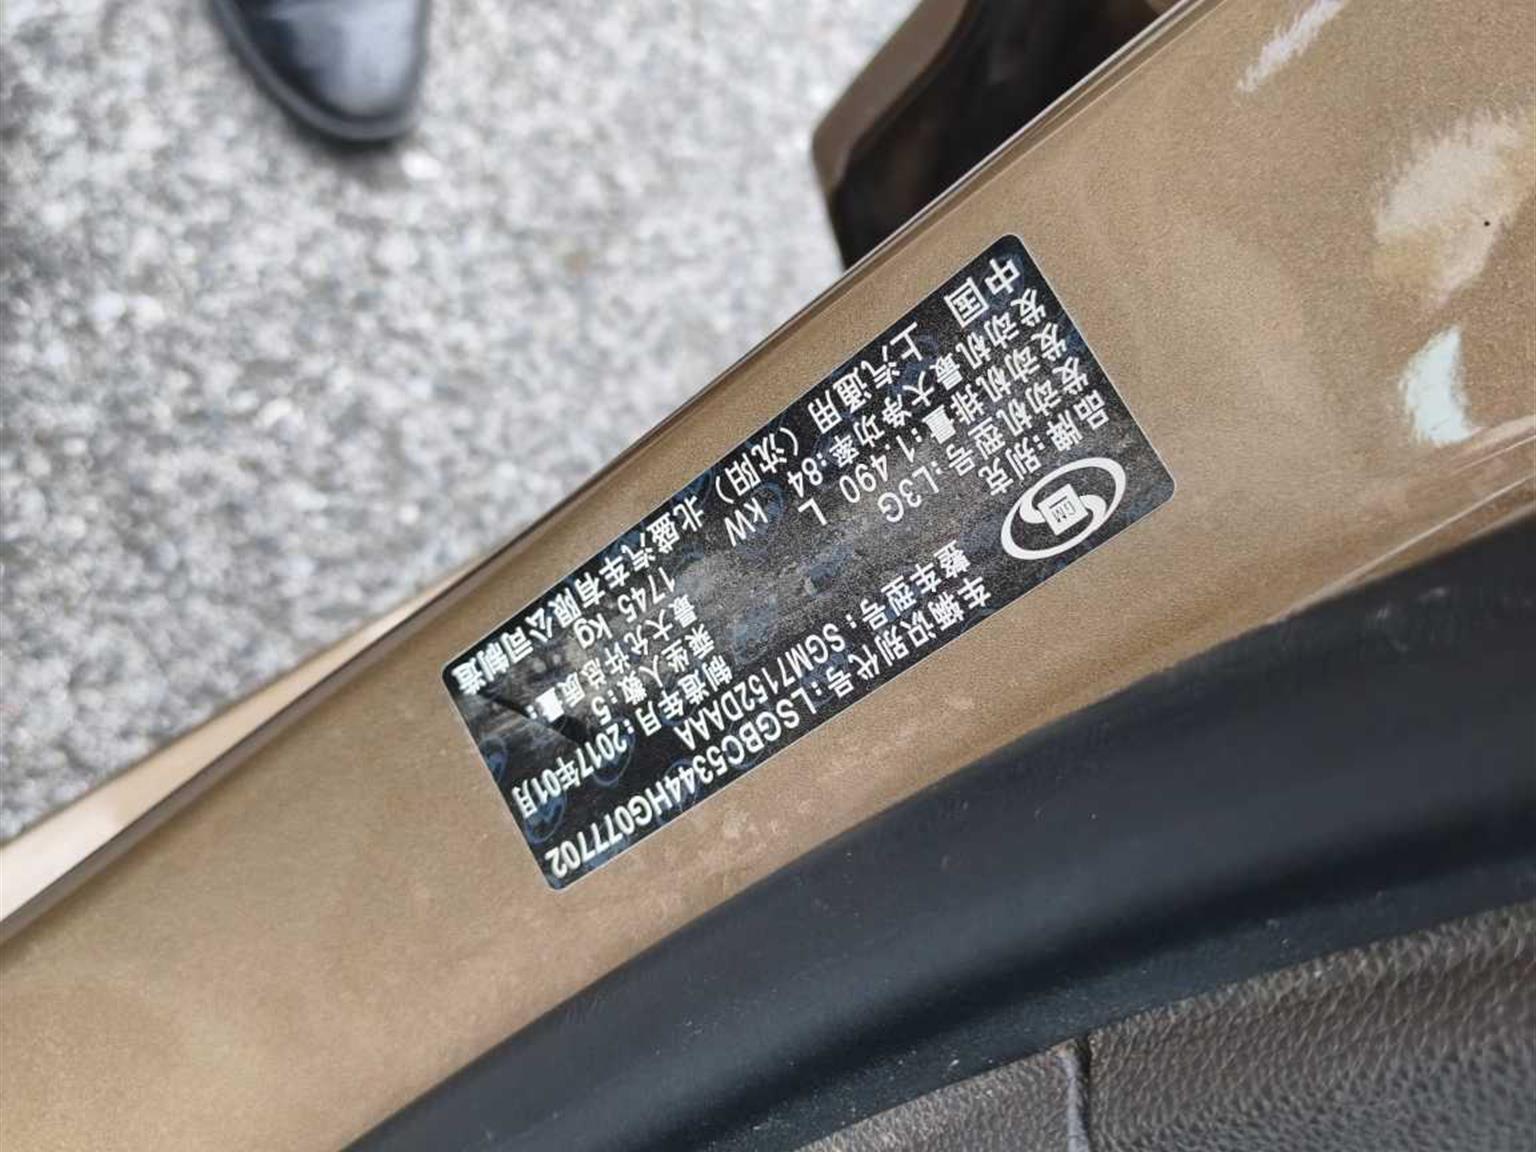 GM
车辆识别代号:LSGBC5344HG077702
整车型号:SGM7152DAAA
品牌:别克
制造年月:2017年01月
发动机型号:L3G
乘坐人数:5
发动机排量:1.490 L
最大允许总质量:
1745 kg
发动机最大净功率:84 kW
中国 上汽通用(沈阳)北盛汽车有限公司制造